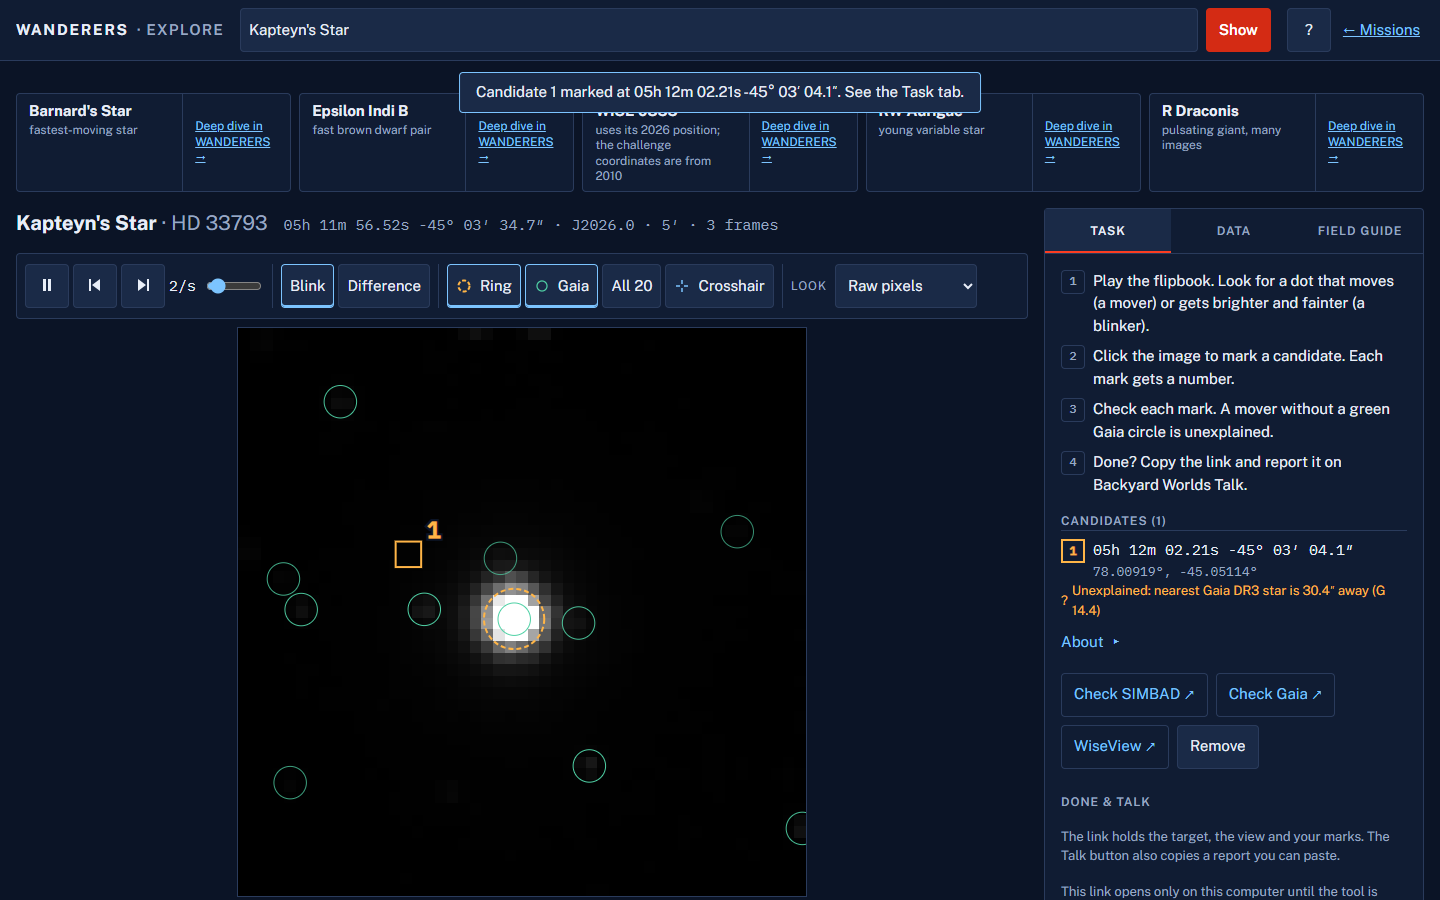 WANDERERS · EXPLORE
Kapteyn's Star
Show
?
← Missions
Candidate 1 marked at 05h 12m 02.21s -45° 03′ 04.1″. See the Task tab.
Barnard's Star
fastest-moving star
Deep dive in
WANDERERS
→
Epsilon Indi B
fast brown dwarf pair
Deep dive in
WANDERERS
→
uses its 2026 position;
the challenge
coordinates are from
2010
Deep dive in
WANDERERS
→
young variable star
Deep dive in
WANDERERS
→
R Draconis
pulsating giant, many
images
Deep dive in
WANDERERS
→
Kapteyn's Star · HD 33793 05h 11m 56.52s -45° 03′ 34.7″ · J2026.0 · 5′ · 3 frames
2/s
Blink
Difference
Ring
Gaia
All 20
Crosshair
LOOK
Raw pixels
1
TASK
DATA
FIELD GUIDE
1 Play the flipbook. Look for a dot that moves
(a mover) or gets brighter and fainter (a
blinker).
2 Click the image to mark a candidate. Each
mark gets a number.
3 Check each mark. A mover without a green
Gaia circle is unexplained.
4 Done? Copy the link and report it on
Backyard Worlds Talk.
CANDIDATES (1)
1 05h 12m 02.21s -45° 03′ 04.1″
78.00919°, -45.05114°
? Unexplained: nearest Gaia DR3 star is 30.4″ away (G
14.4)
About ▸
Check SIMBAD ↗
Check Gaia ↗
WiseView ↗
Remove
DONE & TALK
The link holds the target, the view and your marks. The
Talk button also copies a report you can paste.
This link opens only on this computer until the tool is